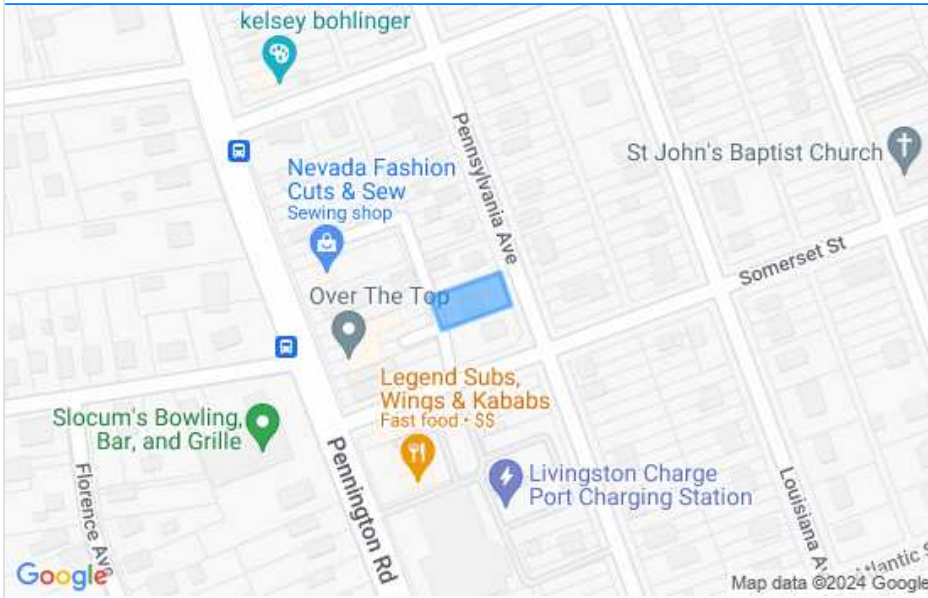 kelsey bohlinger
Pennsylvania Ave
St John's Baptist Church
Nevada Fashion
Cuts & Sew
Sewing shop
Somerset St
Over The Top
Legend Subs,
Wings & Kababs
Fast food • $$
Slocum's Bowling,
Bar, and Grille
Livingston Charge
Port Charging Station
Florence Ave
Pennington Rd
Louisiana Av
Atlantic S
Google
Map data ©2024 Google